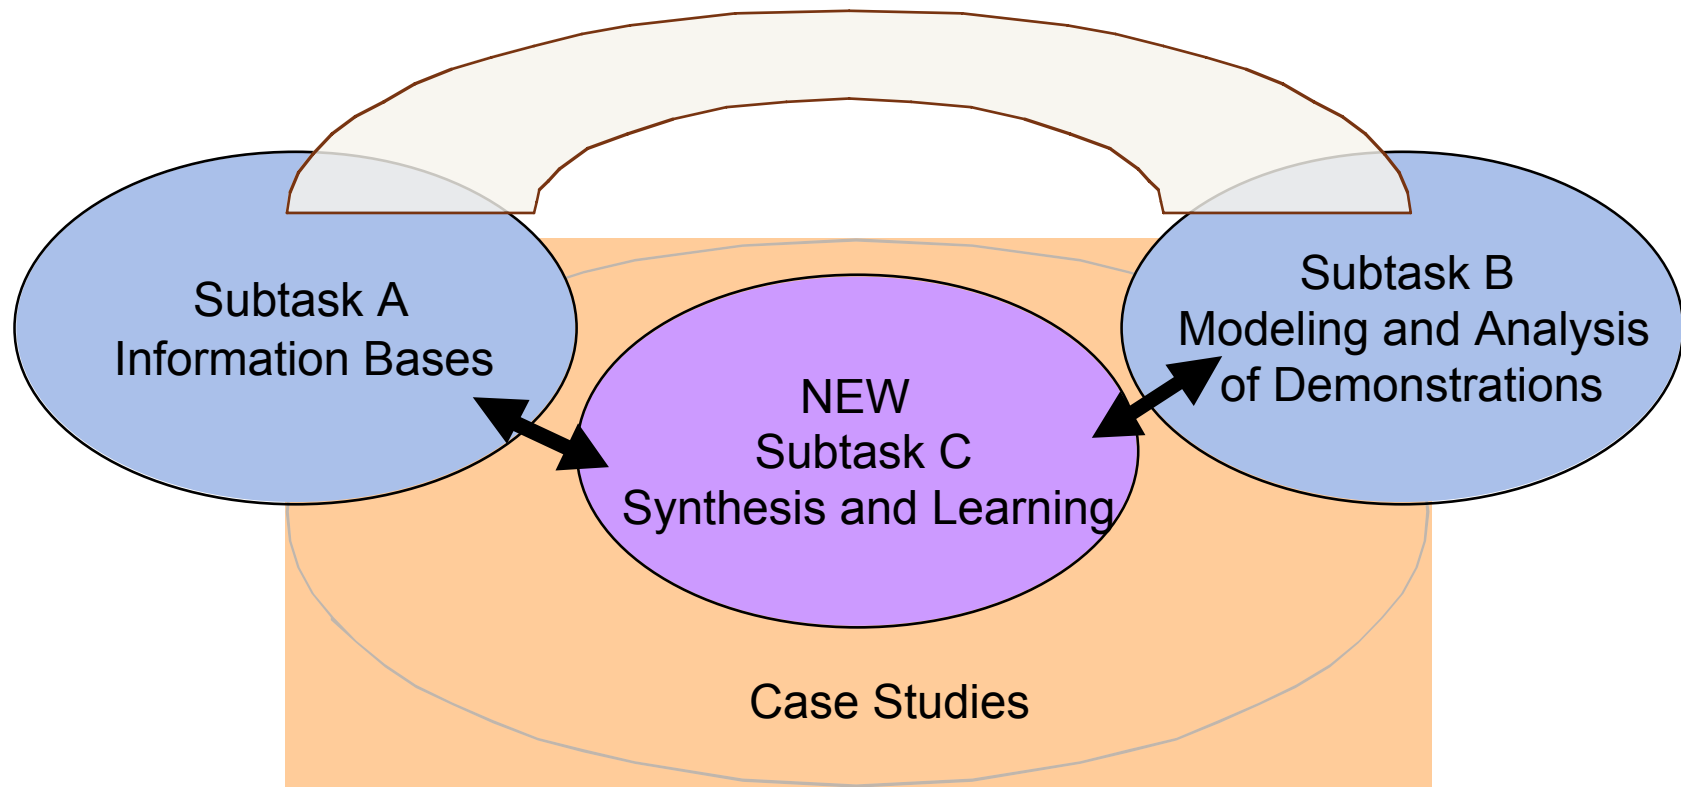 Subtask A
Information Bases
Subtask B
Modeling and Analysis
of Demonstrations
NEW
Subtask C
Synthesis and Learning
Case Studies